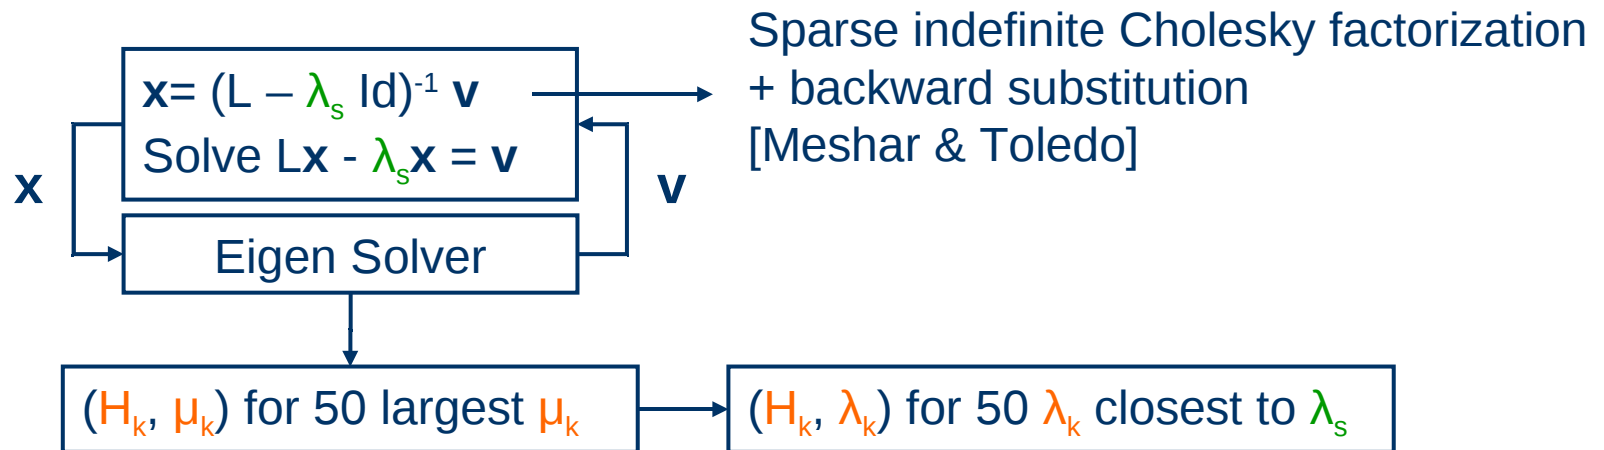 Sparse indefinite Cholesky factorization
+ backward substitution
[Meshar & Toledo]
x= (L – λs Id)-1 v
Solve Lx - λsx = v
x
v
Eigen Solver
(Hk, μk) for 50 largest μk
(Hk, λk) for 50 λk closest to λs